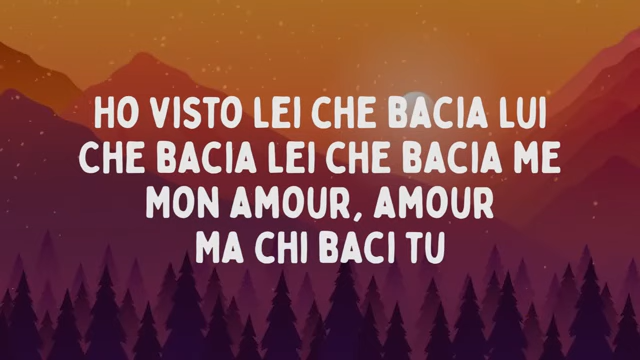 HO VISTO LEI CHE BACIA LUI
CHE BACIA LEI CHE BACIA ME
MON AMOUR, AMOUR
MA CHI BACI TU